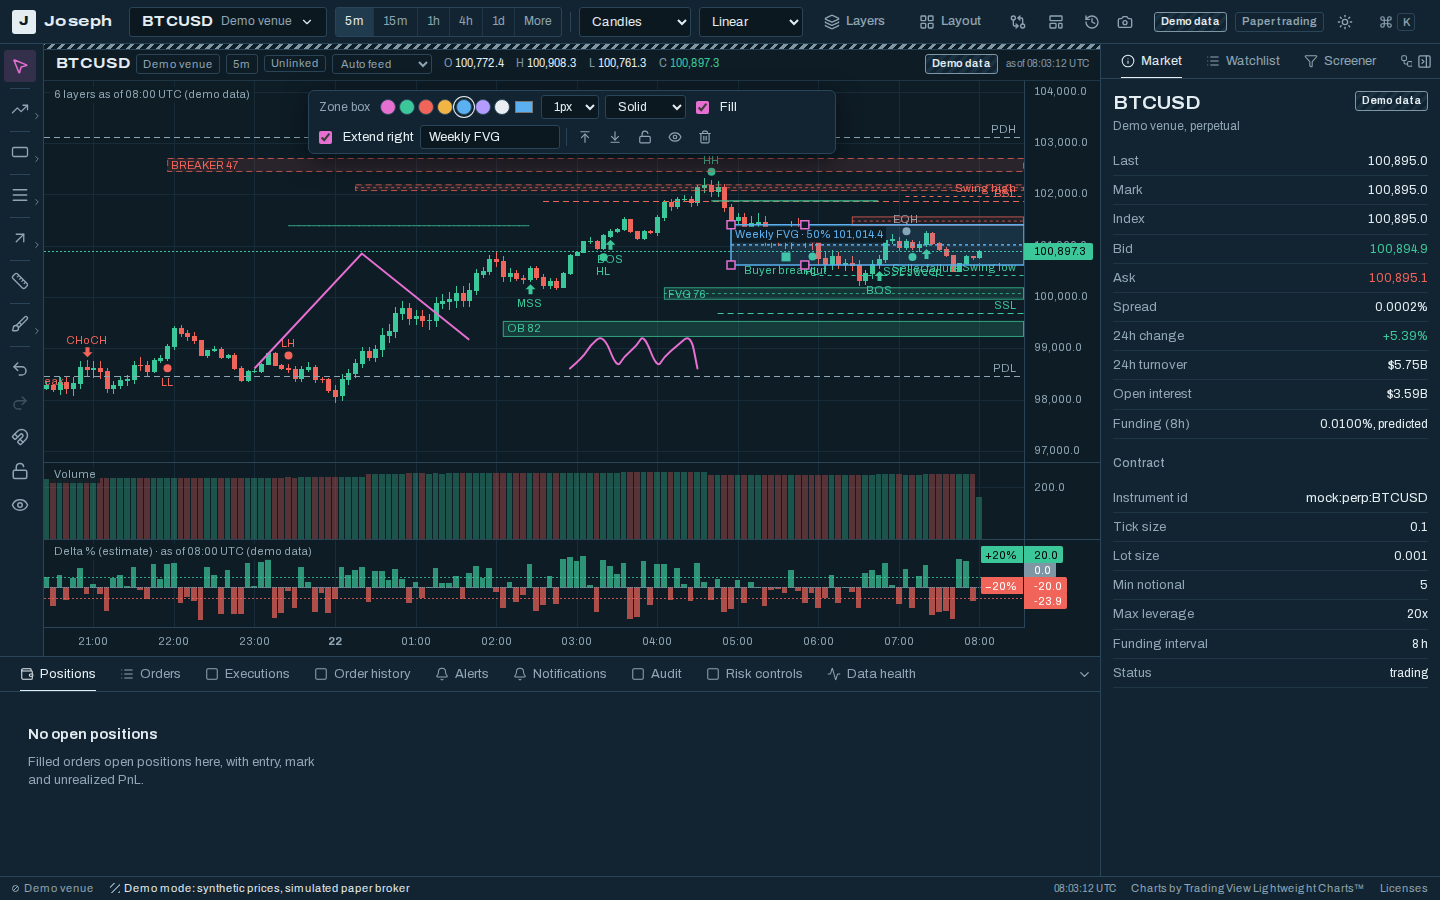 J Joseph BTCUSD Demo venue 5m 15m 1h 4h 1d More Candles Linear Layers Layout Demo data Paper trading ⌘ K
BTCUSD Demo venue 5m Unlinked Auto feed O 100,772.4 H 100,908.3 L 100,761.3 C 100,897.3 Demo data as of 08:03:12 UTC
6 layers as of 08:00 UTC (demo data)
Zone box 1px Solid Fill
Extend right Weekly FVG
104,000.0
PDH
103,000.0
HH
BREAKER 47
102,000.0
Swing high
EQH
Weekly FVG · 50% 101,014.4
100,897.3
BOS
HL
Swing low
BOS
FVG 76
100,000.0
MSS
SSL
OB 82
CHoCH
LH
99,000.0
LL
PDL
98,000.0
97,000.0
Volume
200.0
Delta % (estimate) · as of 08:00 UTC (demo data)
+20% 20.0
0.0
−20% -20.0
-23.9
21:00 22:00 23:00 22 01:00 02:00 03:00 04:00 05:00 06:00 07:00 08:00
Market Watchlist Screener
BTCUSD Demo data
Demo venue, perpetual
Last 100,895.0
Mark 100,895.0
Index 100,895.0
Bid 100,894.9
Ask 100,895.1
Spread 0.0002%
24h change +5.39%
24h turnover $5.75B
Open interest $3.59B
Funding (8h) 0.0100%, predicted
Contract
Instrument id mock:perp:BTCUSD
Tick size 0.1
Lot size 0.001
Min notional 5
Max leverage 20x
Funding interval 8 h
Status trading
Positions Orders Executions Order history Alerts Notifications Audit Risk controls Data health
No open positions
Filled orders open positions here, with entry, mark
and unrealized PnL.
Demo venue Demo mode: synthetic prices, simulated paper broker 08:03:12 UTC Charts by TradingView Lightweight Charts™ Licenses